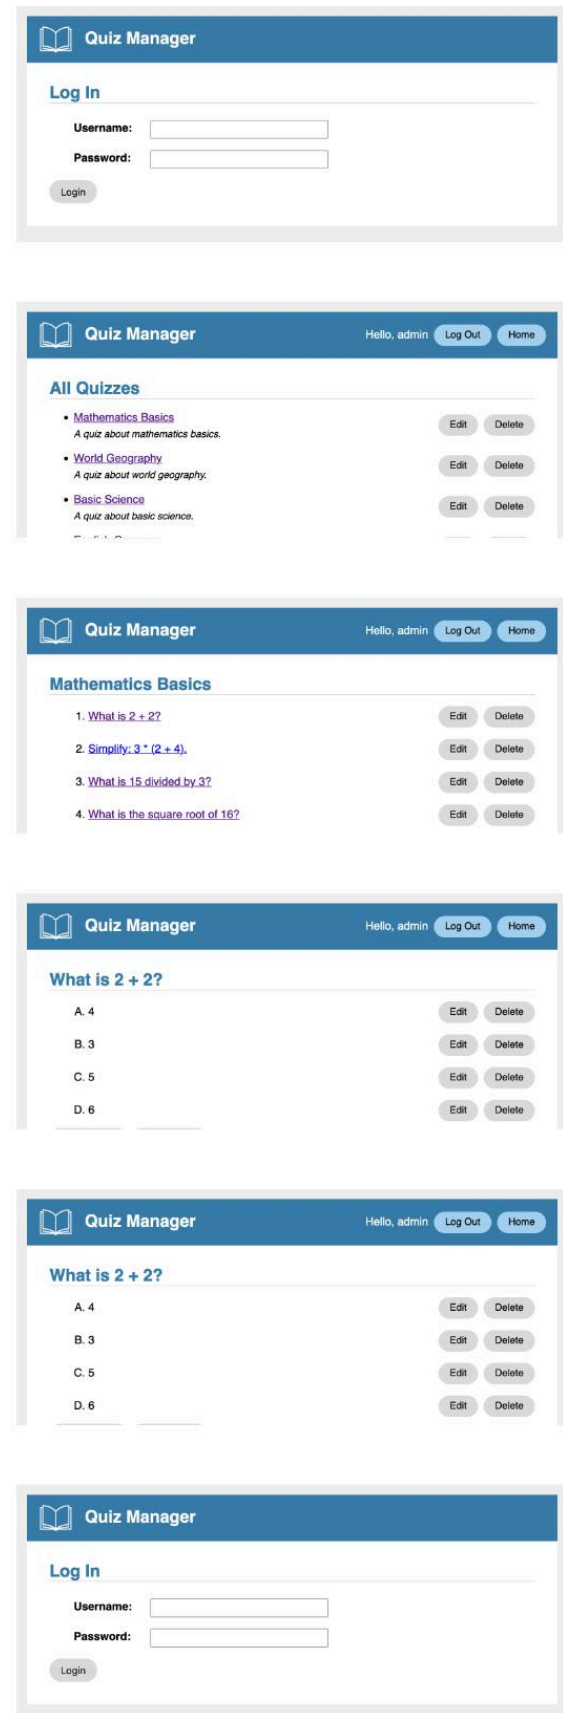 Quiz Manager
Log In
Username:
Password:
Login
Quiz Manager Hello, admin Log Out Home
All Quizzes
• Mathematics Basics Edit Delete
A quiz about mathematics basics.
• World Geography Edit Delete
A quiz about world geography.
• Basic Science Edit Delete
A quiz about basic science.
Quiz Manager Hello, admin Log Out Home
Mathematics Basics
1. What is 2 + 2? Edit Delete
2. Simplify: 3 * (2 + 4). Edit Delete
3. What is 15 divided by 3? Edit Delete
4. What is the square root of 16? Edit Delete
Quiz Manager Hello, admin Log Out Home
What is 2 + 2?
A. 4 Edit Delete
B. 3 Edit Delete
C. 5 Edit Delete
D. 6 Edit Delete
Quiz Manager Hello, admin Log Out Home
What is 2 + 2?
A. 4 Edit Delete
B. 3 Edit Delete
C. 5 Edit Delete
D. 6 Edit Delete
Quiz Manager
Log In
Username:
Password:
Login